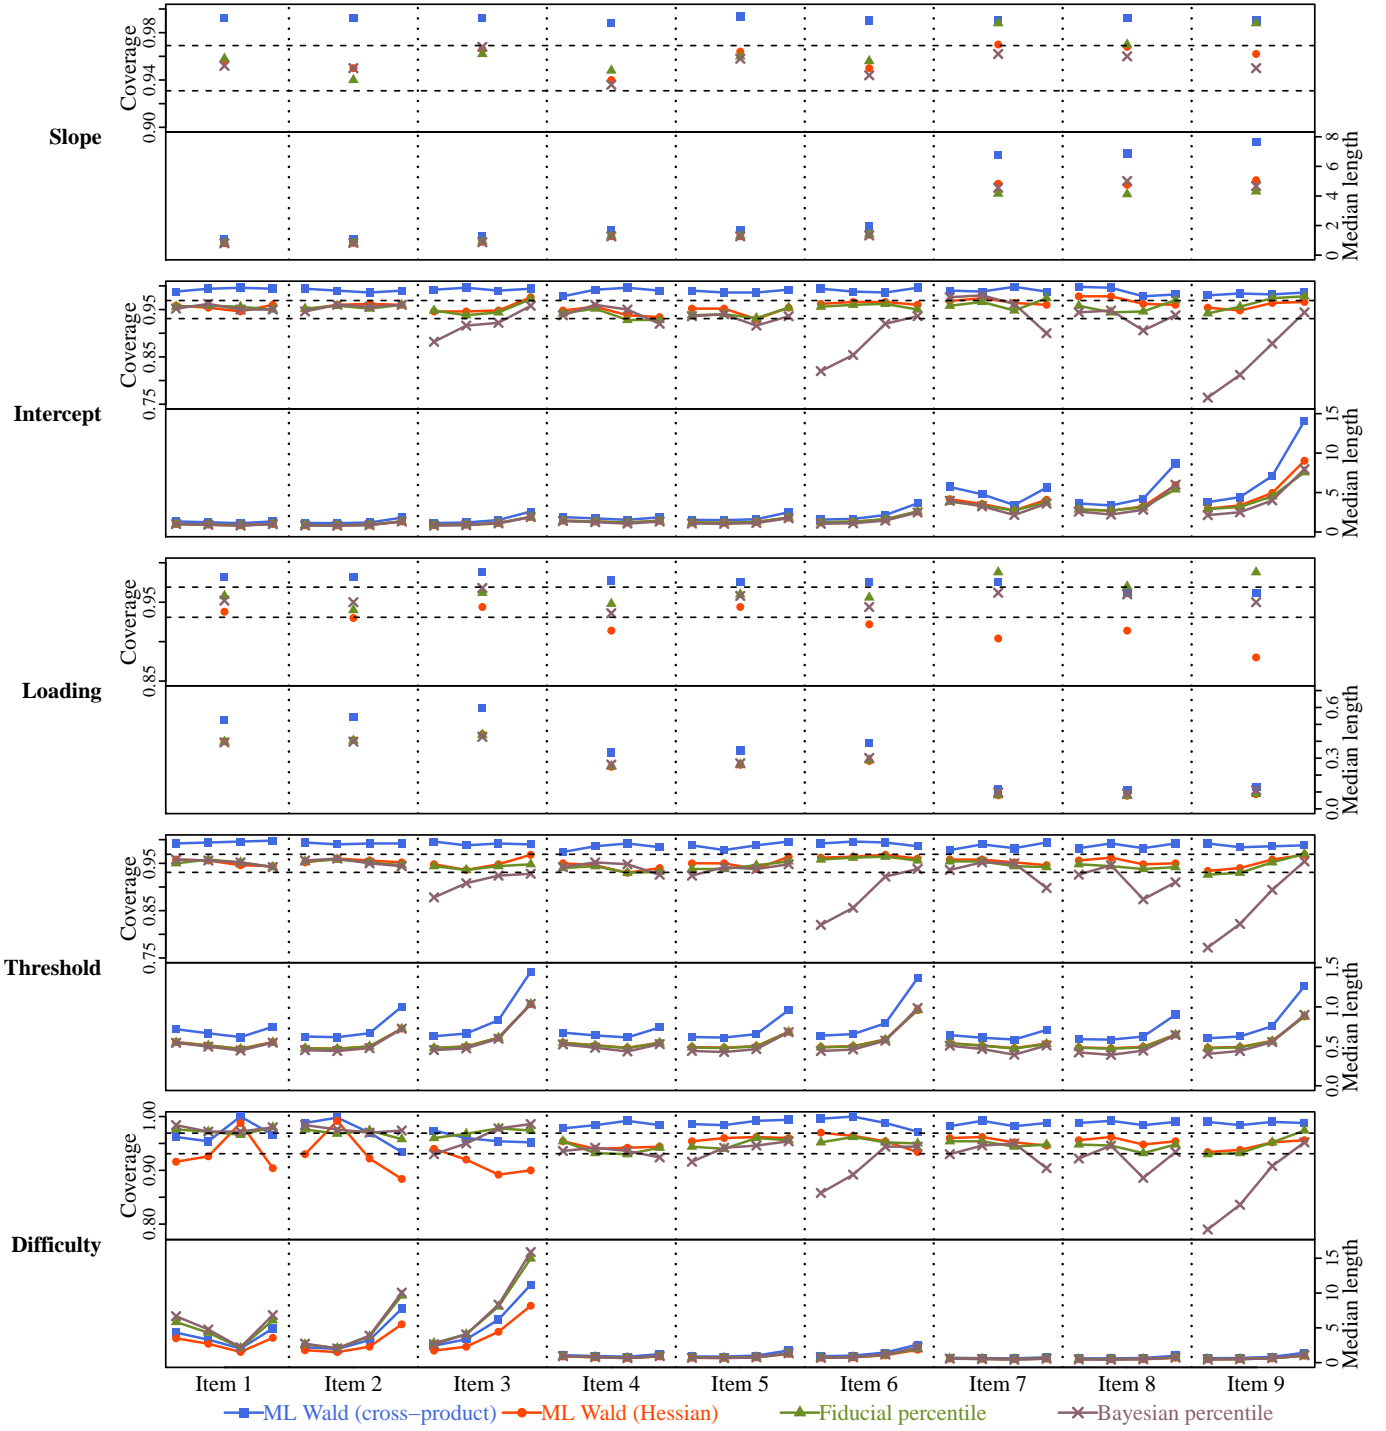 Slope
Coverage
0.90 0.94 0.98
Median length
0 2 4 6 8
Intercept
Coverage
0.75 0.85 0.95
Median length
0 5 10 15
Loading
Coverage
0.85 0.95
Median length
0.0 0.3 0.6
Threshold
Coverage
0.75 0.85 0.95
Median length
0.0 0.5 1.0 1.5
Difficulty
Coverage
0.80 0.90 1.00
Median length
0 5 10 15
Item 1 Item 2 Item 3 Item 4 Item 5 Item 6 Item 7 Item 8 Item 9
ML Wald (cross−product) ML Wald (Hessian) Fiducial percentile Bayesian percentile